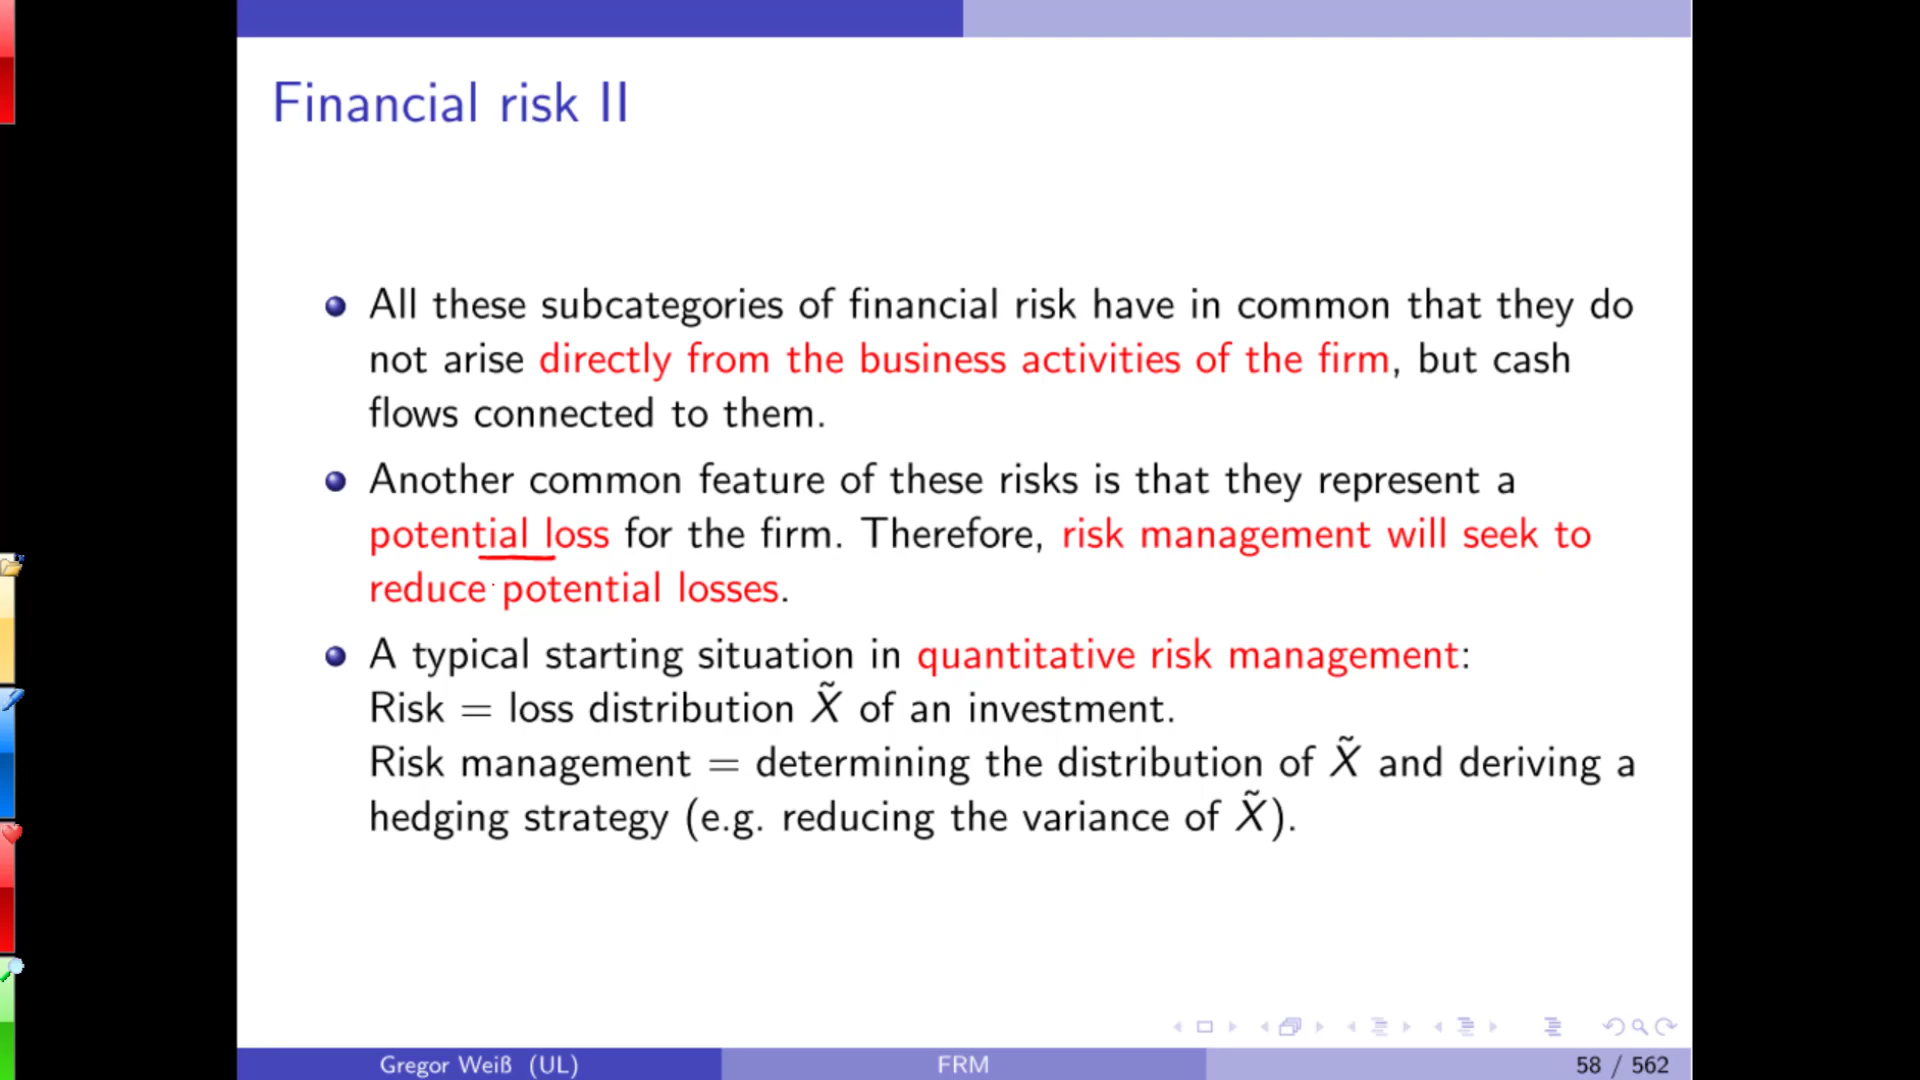 Financial risk II
All these subcategories of financial risk have in common that they do
not arise directly from the business activities of the firm, but cash
flows connected to them.
Another common feature of these risks is that they represent a
potential loss for the firm. Therefore, risk management will seek to
reduce potential losses.
A typical starting situation in quantitative risk management:
Risk = loss distribution X̃ of an investment.
Risk management = determining the distribution of X̃ and deriving a
hedging strategy (e.g. reducing the variance of X̃).
Gregor Weiß (UL) FRM 58 / 562